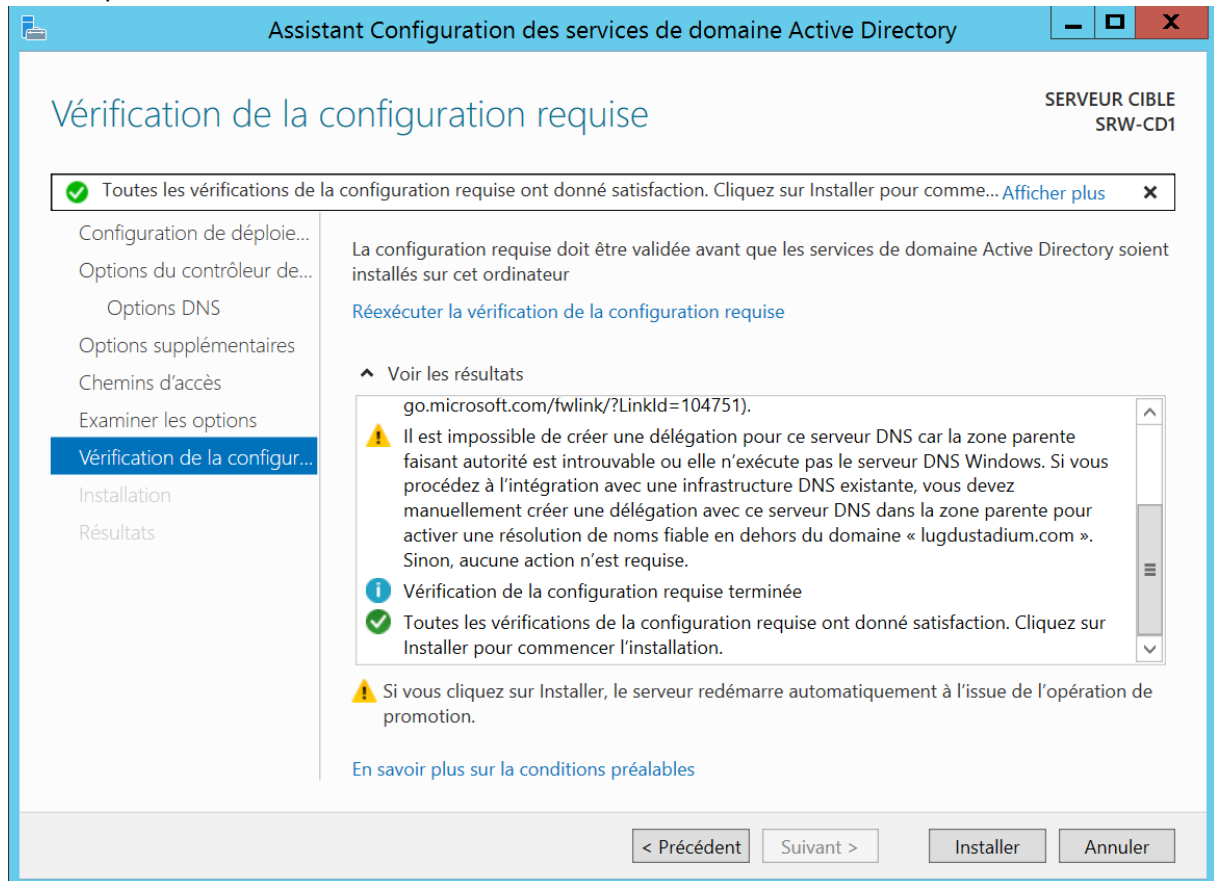 Assistant Configuration des services de domaine Active Directory
Vérification de la configuration requise
SERVEUR CIBLE
SRW-CD1
Toutes les vérifications de la configuration requise ont donné satisfaction. Cliquez sur Installer pour comme... Afficher plus
Configuration de déploie...
Options du contrôleur de...
Options DNS
Options supplémentaires
Chemins d’accès
Examiner les options
Vérification de la configur...
Installation
Résultats
La configuration requise doit être validée avant que les services de domaine Active Directory soient
installés sur cet ordinateur
Réexécuter la vérification de la configuration requise
Voir les résultats
go.microsoft.com/fwlink/?LinkId=104751).
Il est impossible de créer une délégation pour ce serveur DNS car la zone parente
faisant autorité est introuvable ou elle n’exécute pas le serveur DNS Windows. Si vous
procédez à l’intégration avec une infrastructure DNS existante, vous devez
manuellement créer une délégation avec ce serveur DNS dans la zone parente pour
activer une résolution de noms fiable en dehors du domaine « lugdustadium.com ».
Sinon, aucune action n’est requise.
Vérification de la configuration requise terminée
Toutes les vérifications de la configuration requise ont donné satisfaction. Cliquez sur
Installer pour commencer l’installation.
Si vous cliquez sur Installer, le serveur redémarre automatiquement à l’issue de l’opération de
promotion.
En savoir plus sur la conditions préalables
< Précédent
Suivant >
Installer
Annuler